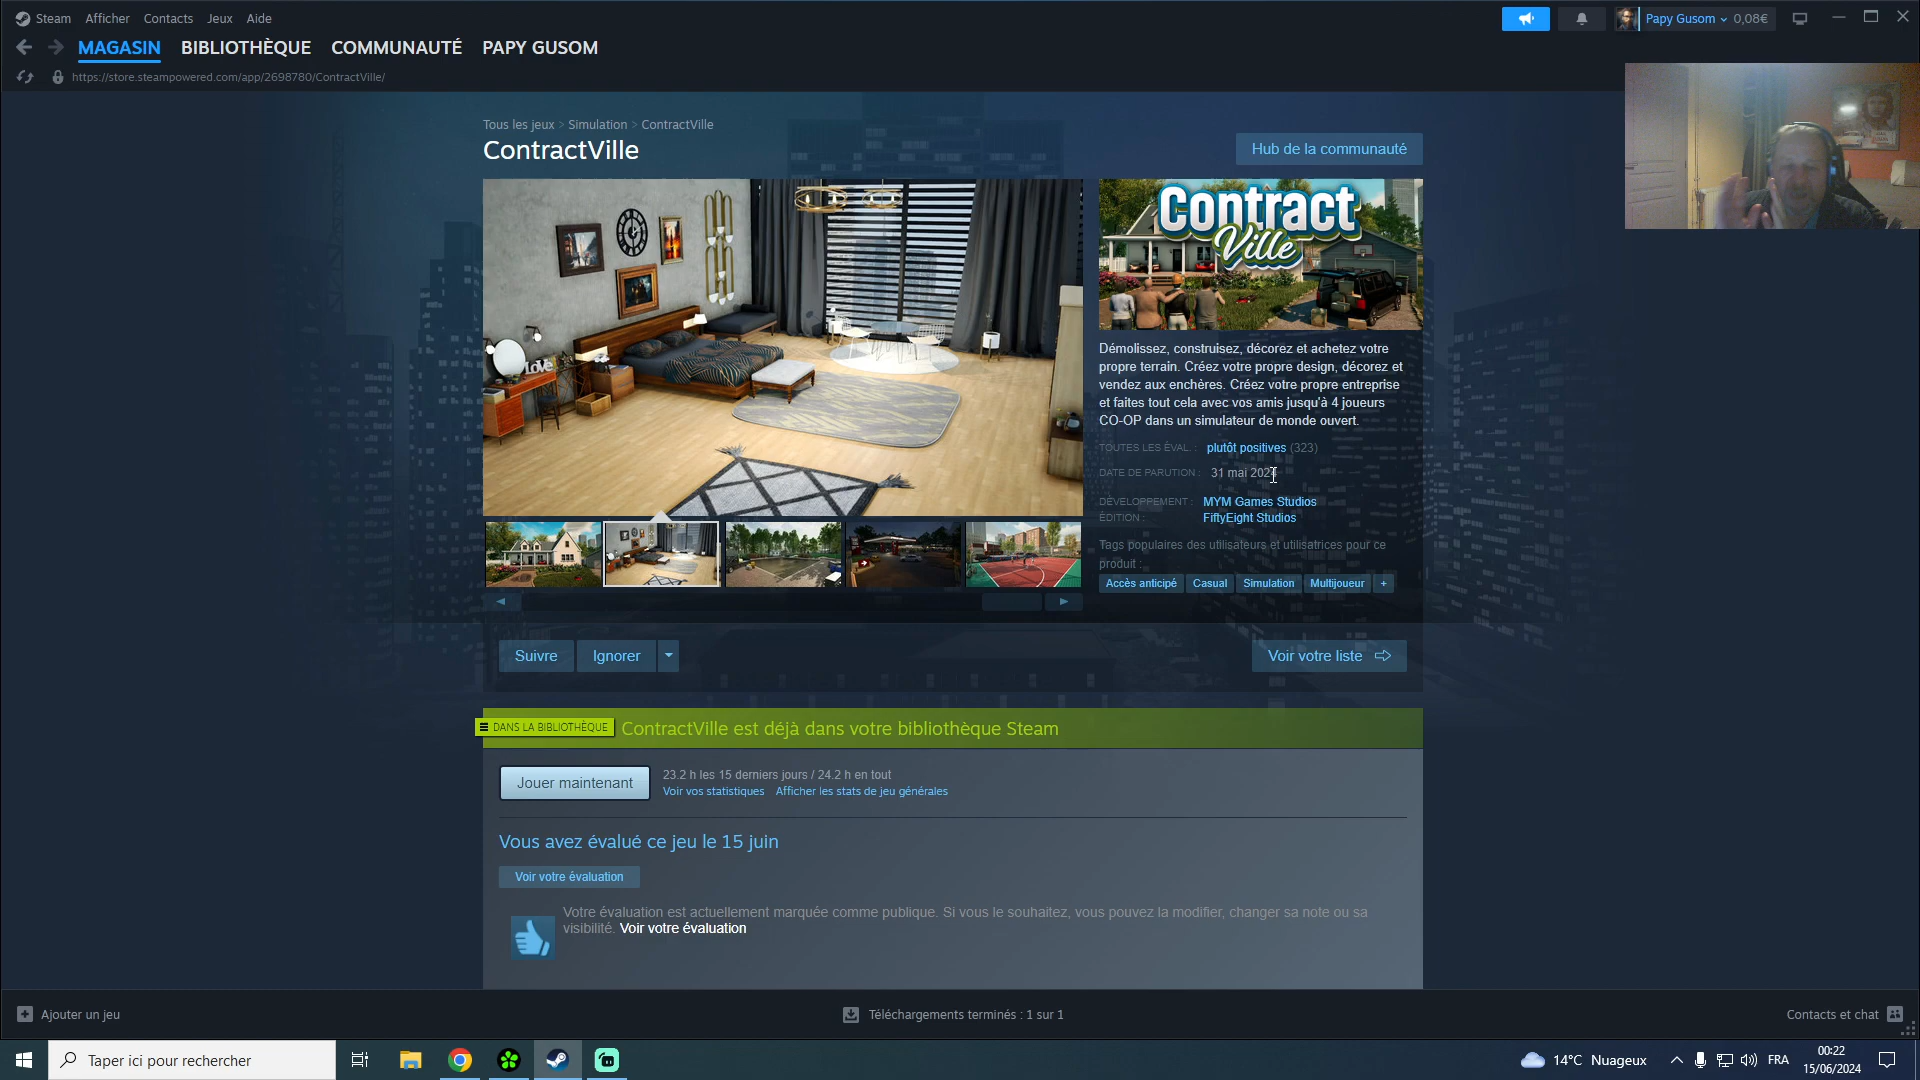 Steam Afficher Contacts Jeux Aide
Papy Gusom 0,08€
MAGASIN BIBLIOTHÈQUE COMMUNAUTÉ PAPY GUSOM
https://store.steampowered.com/app/2698780/ContractVille/
Tous les jeux > Simulation > ContractVille
ContractVille
Hub de la communauté
Contract
Ville
LOVE
Démolissez, construisez, décorez et achetez votre
propre terrain. Créez votre propre design, décorez et
vendez aux enchères. Créez votre propre entreprise
et faites tout cela avec vos amis jusqu'à 4 joueurs
CO-OP dans un simulateur de monde ouvert.
TOUTES LES ÉVAL. : plutôt positives (323)
DATE DE PARUTION : 31 mai 202
DÉVELOPPEMENT : MYM Games Studios
ÉDITION : FiftyEight Studios
Tags populaires des utilisateurs et utilisatrices pour ce
produit :
Accès anticipé Casual Simulation Multijoueur +
Suivre Ignorer
Voir votre liste
DANS LA BIBLIOTHÈQUE ContractVille est déjà dans votre bibliothèque Steam
Jouer maintenant
23.2 h les 15 derniers jours / 24.2 h en tout
Voir vos statistiques Afficher les stats de jeu générales
Vous avez évalué ce jeu le 15 juin
Voir votre évaluation
Votre évaluation est actuellement marquée comme publique. Si vous le souhaitez, vous pouvez la modifier, changer sa note ou sa
visibilité. Voir votre évaluation
Ajouter un jeu
Téléchargements terminés : 1 sur 1
Contacts et chat
Taper ici pour rechercher
14°C Nuageux
FRA
00:22
15/06/2024